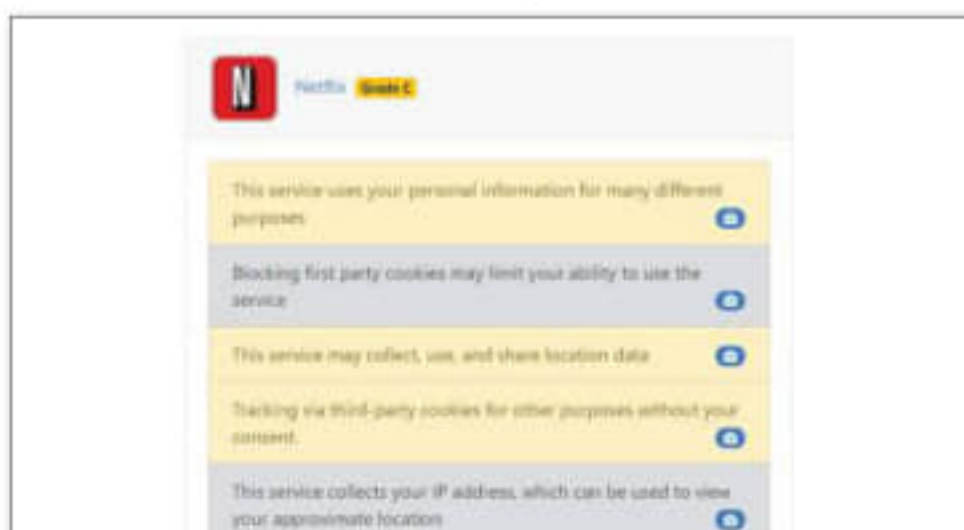 N
Netflix Grade C
This service uses your personal information for many different
purposes
Blocking first party cookies may limit your ability to use the
service
This service may collect, use, and share location data
Tracking via third-party cookies for other purposes without your
consent.
This service collects your IP address, which can be used to view
your approximate location